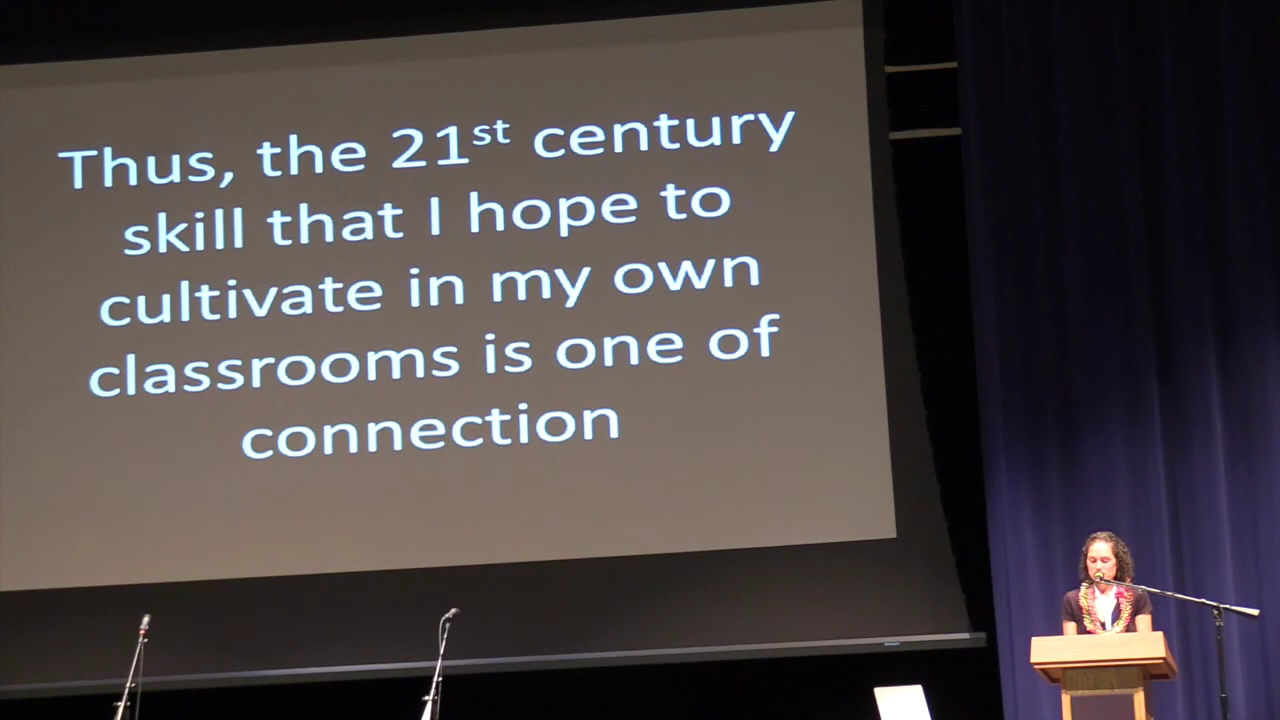 Thus, the 21st century
skill that I hope to
cultivate in my own
classrooms is one of
connection